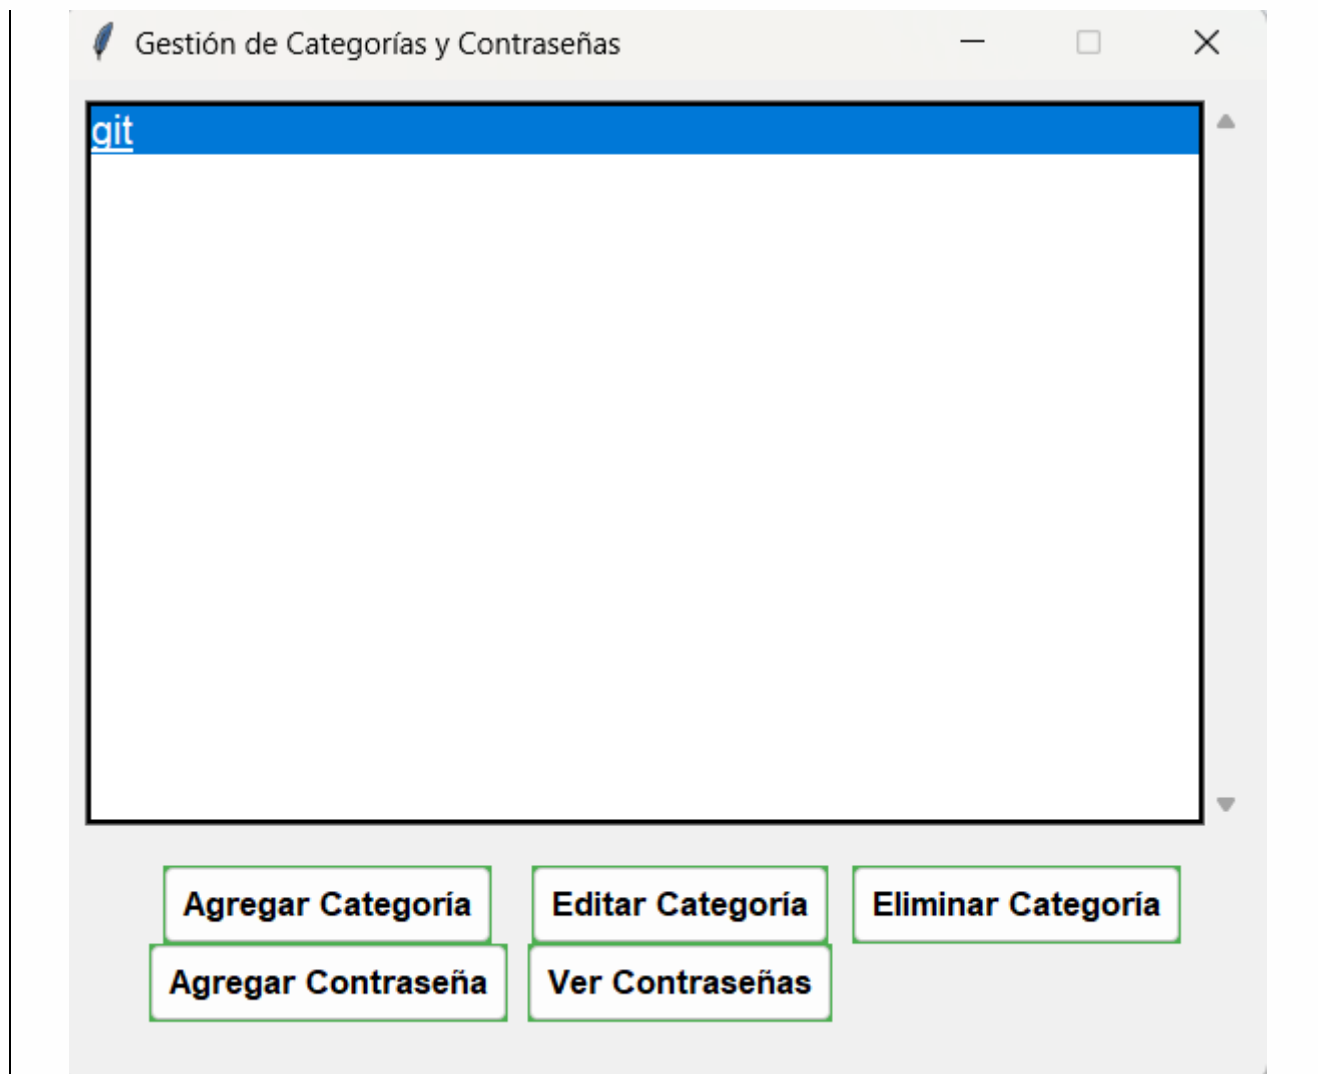 Gestión de Categorías y Contraseñas
git
Agregar Categoría Editar Categoría Eliminar Categoría
Agregar Contraseña Ver Contraseñas